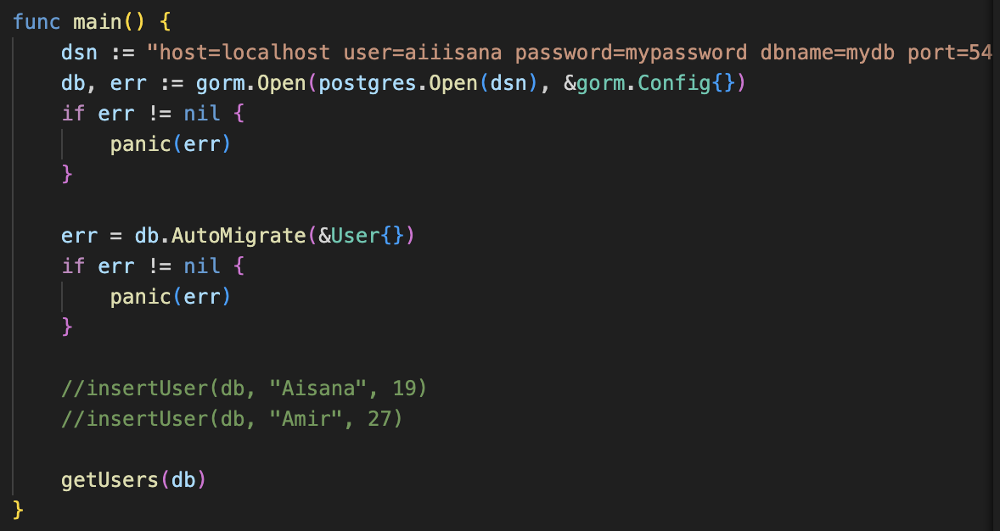 func main() {
    dsn := "host=localhost user=aiiisana password=mypassword dbname=mydb port=54
    db, err := gorm.Open(postgres.Open(dsn), &gorm.Config{})
    if err != nil {
        panic(err)
    }

    err = db.AutoMigrate(&User{})
    if err != nil {
        panic(err)
    }

    //insertUser(db, "Aisana", 19)
    //insertUser(db, "Amir", 27)

    getUsers(db)
}